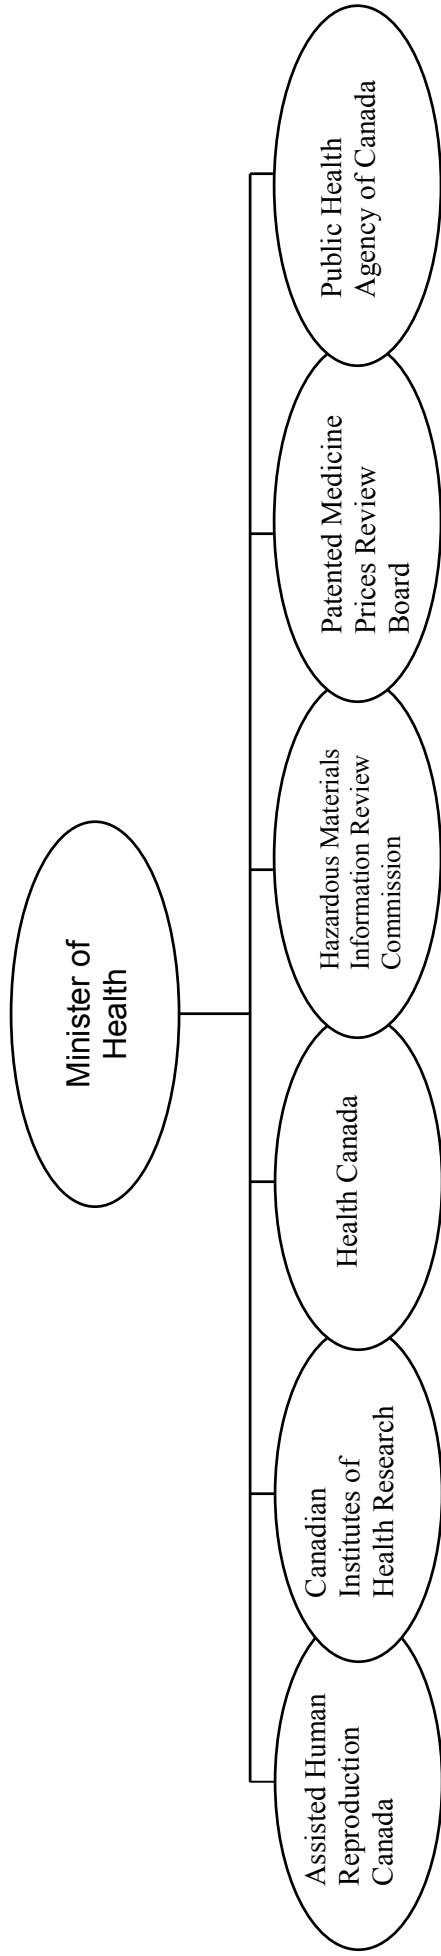 Minister of
Health
Assisted Human
Reproduction
Canada
Canadian
Institutes of
Health Research
Health Canada
Hazardous Materials
Information Review
Commission
Patented Medicine
Prices Review
Board
Public Health
Agency of Canada